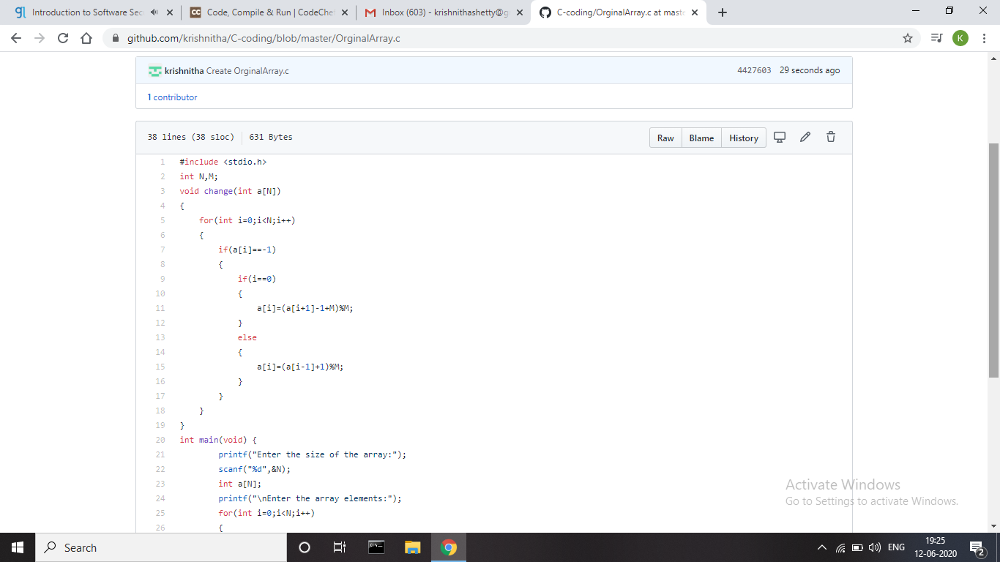 Introduction to Software Sec
Code, Compile & Run | CodeChe
Inbox (603) - krishnithashetty@g
C-coding/OrginalArray.c at maste
github.com/krishnitha/C-coding/blob/master/OrginalArray.c
K
krishnitha Create OrginalArray.c
4427603 29 seconds ago
1 contributor
38 lines (38 sloc) 631 Bytes
Raw Blame History
1 #include <stdio.h>
2 int N,M;
3 void change(int a[N])
4 {
5 for(int i=0;i<N;i++)
6 {
7 if(a[i]==-1)
8 {
9 if(i==0)
10 {
11 a[i]=(a[i+1]-1+M)%M;
12 }
13 else
14 {
15 a[i]=(a[i-1]+1)%M;
16 }
17 }
18 }
19 }
20 int main(void) {
21 printf("Enter the size of the array:");
22 scanf("%d",&N);
23 int a[N];
24 printf("\nEnter the array elements:");
25 for(int i=0;i<N;i++)
26 {
Activate Windows
Go to Settings to activate Windows.
Search
ENG
19:25
12-06-2020
2